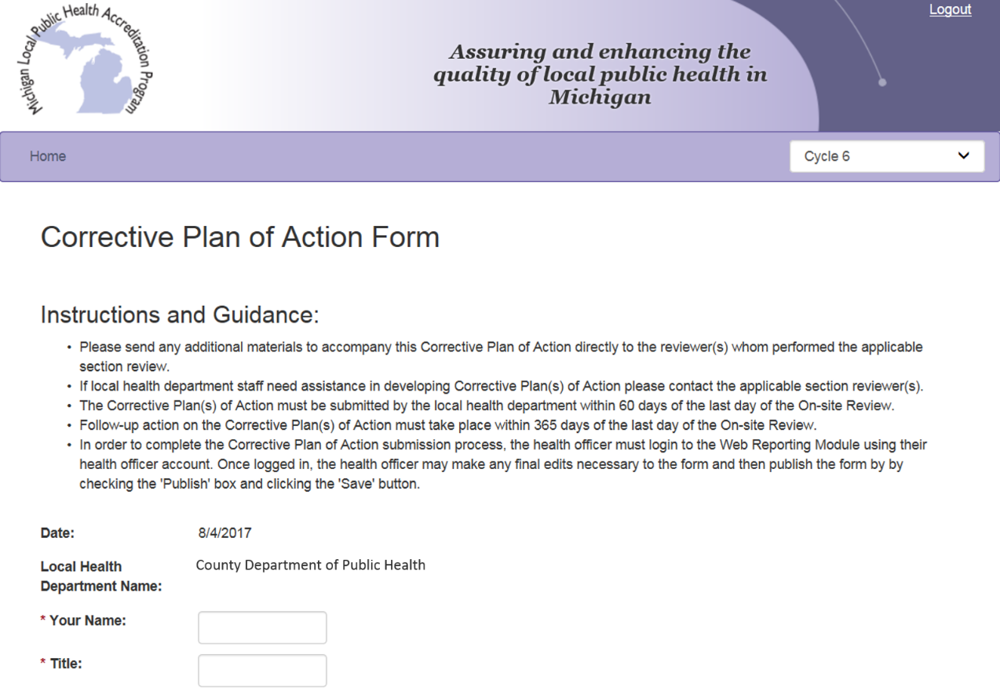 Michigan Local Public Health Accreditation Program
Logout
Assuring and enhancing the
quality of local public health in
Michigan
Home
Cycle 6
Corrective Plan of Action Form
Instructions and Guidance:
• Please send any additional materials to accompany this Corrective Plan of Action directly to the reviewer(s) whom performed the applicable
section review.
• If local health department staff need assistance in developing Corrective Plan(s) of Action please contact the applicable section reviewer(s).
• The Corrective Plan(s) of Action must be submitted by the local health department within 60 days of the last day of the On-site Review.
• Follow-up action on the Corrective Plan(s) of Action must take place within 365 days of the last day of the On-site Review.
• In order to complete the Corrective Plan of Action submission process, the health officer must login to the Web Reporting Module using their
health officer account. Once logged in, the health officer may make any final edits necessary to the form and then publish the form by by
checking the 'Publish' box and clicking the 'Save' button.
Date: 8/4/2017
Local Health County Department of Public Health
Department Name:
* Your Name:
* Title: